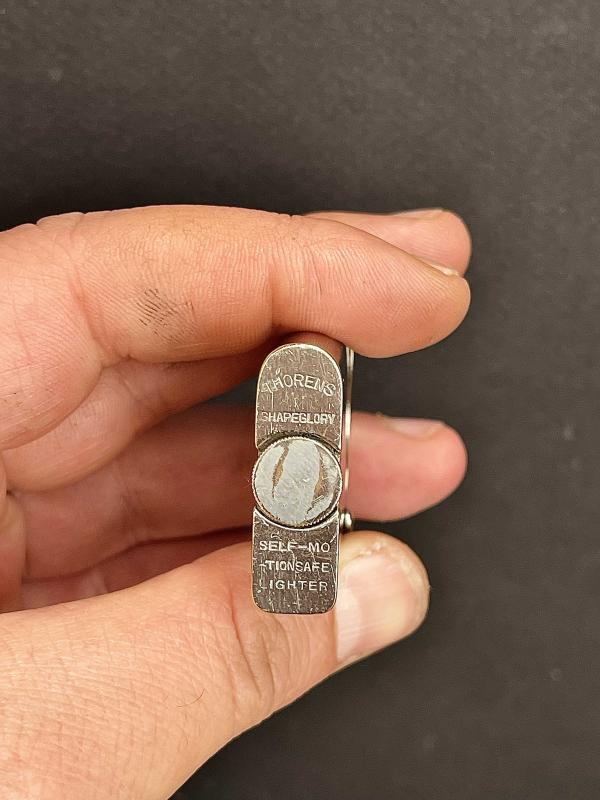 THORENS
SHAPEGLORY
SELF-MO
-TIONSAFE
LIGHTER